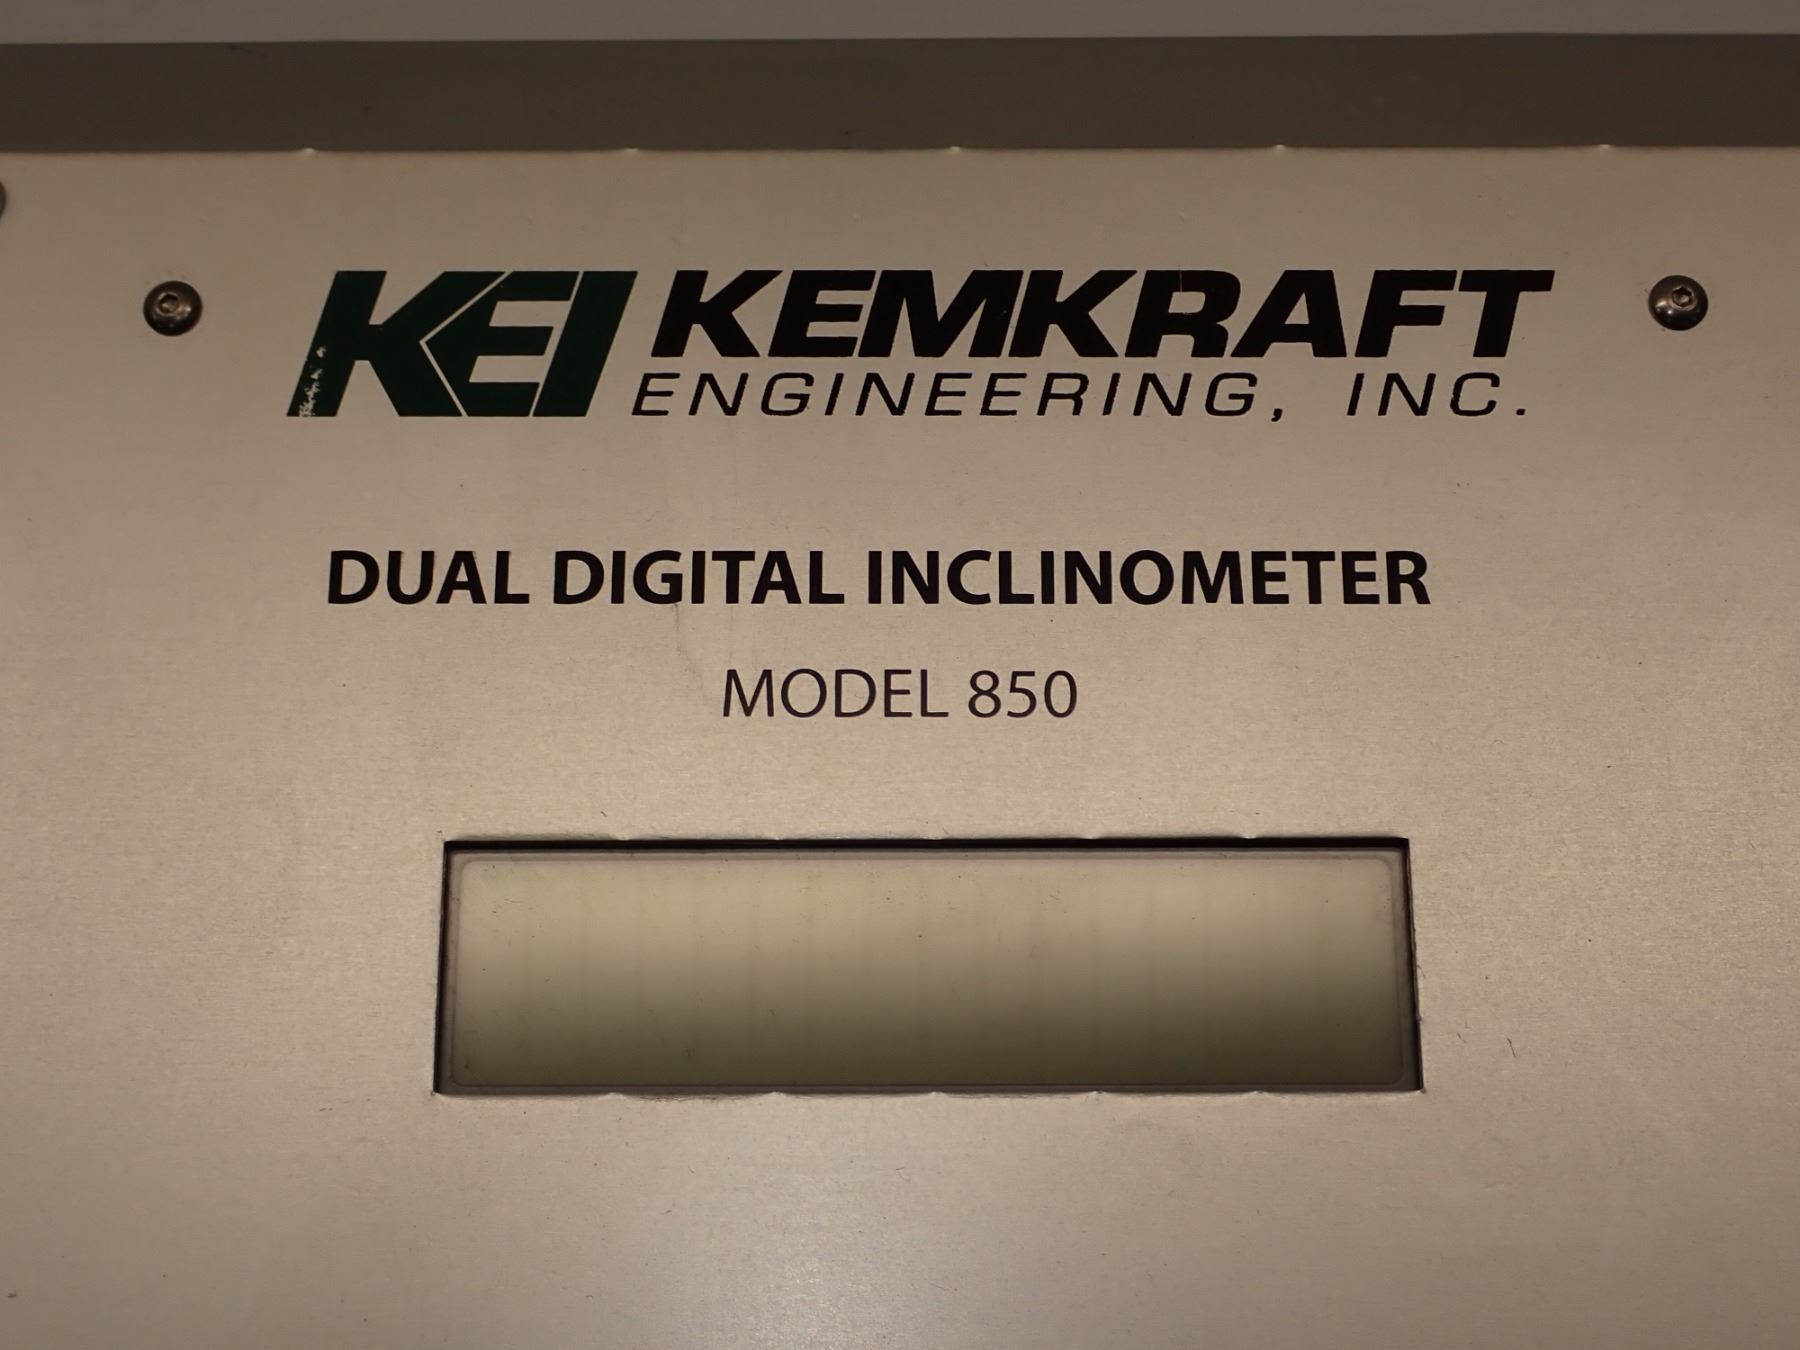 KEI KEMKRAFT
ENGINEERING, INC.
DUAL DIGITAL INCLINOMETER
MODEL 850